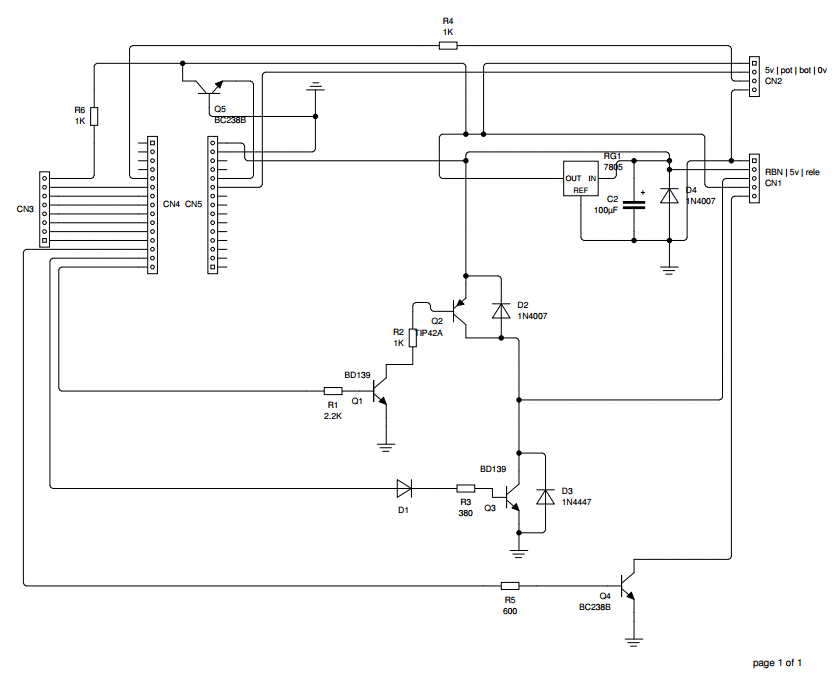 R4
1K
5v | pot | bot | 0v
CN2
Q5
BC238B
R6
1K
RG1
7805
OUT IN
REF
RBN | 5v | rele
CN1
D4
1N4007
C2
100µF
+
CN3
CN4
CN5
D2
1N4007
Q2
TIP42A
R2
1K
BD139
Q1
R1
2.2K
BD139
Q3
D3
1N4447
D1
R3
380
R5
600
Q4
BC238B
page 1 of 1